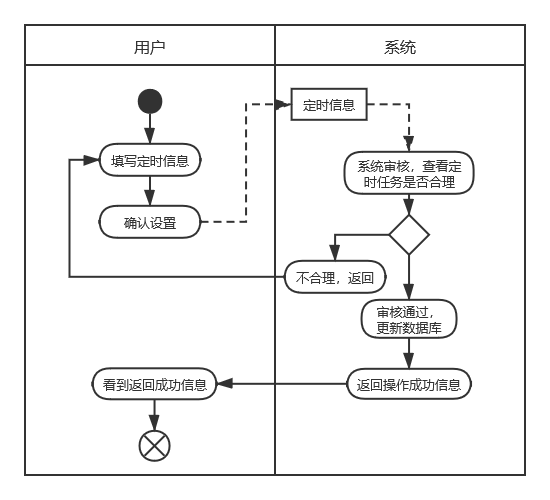 用户
系统
定时信息
填写定时信息
系统审核，查看定
时任务是否合理
确认设置
不合理，返回
审核通过，
更新数据库
看到返回成功信息
返回操作成功信息